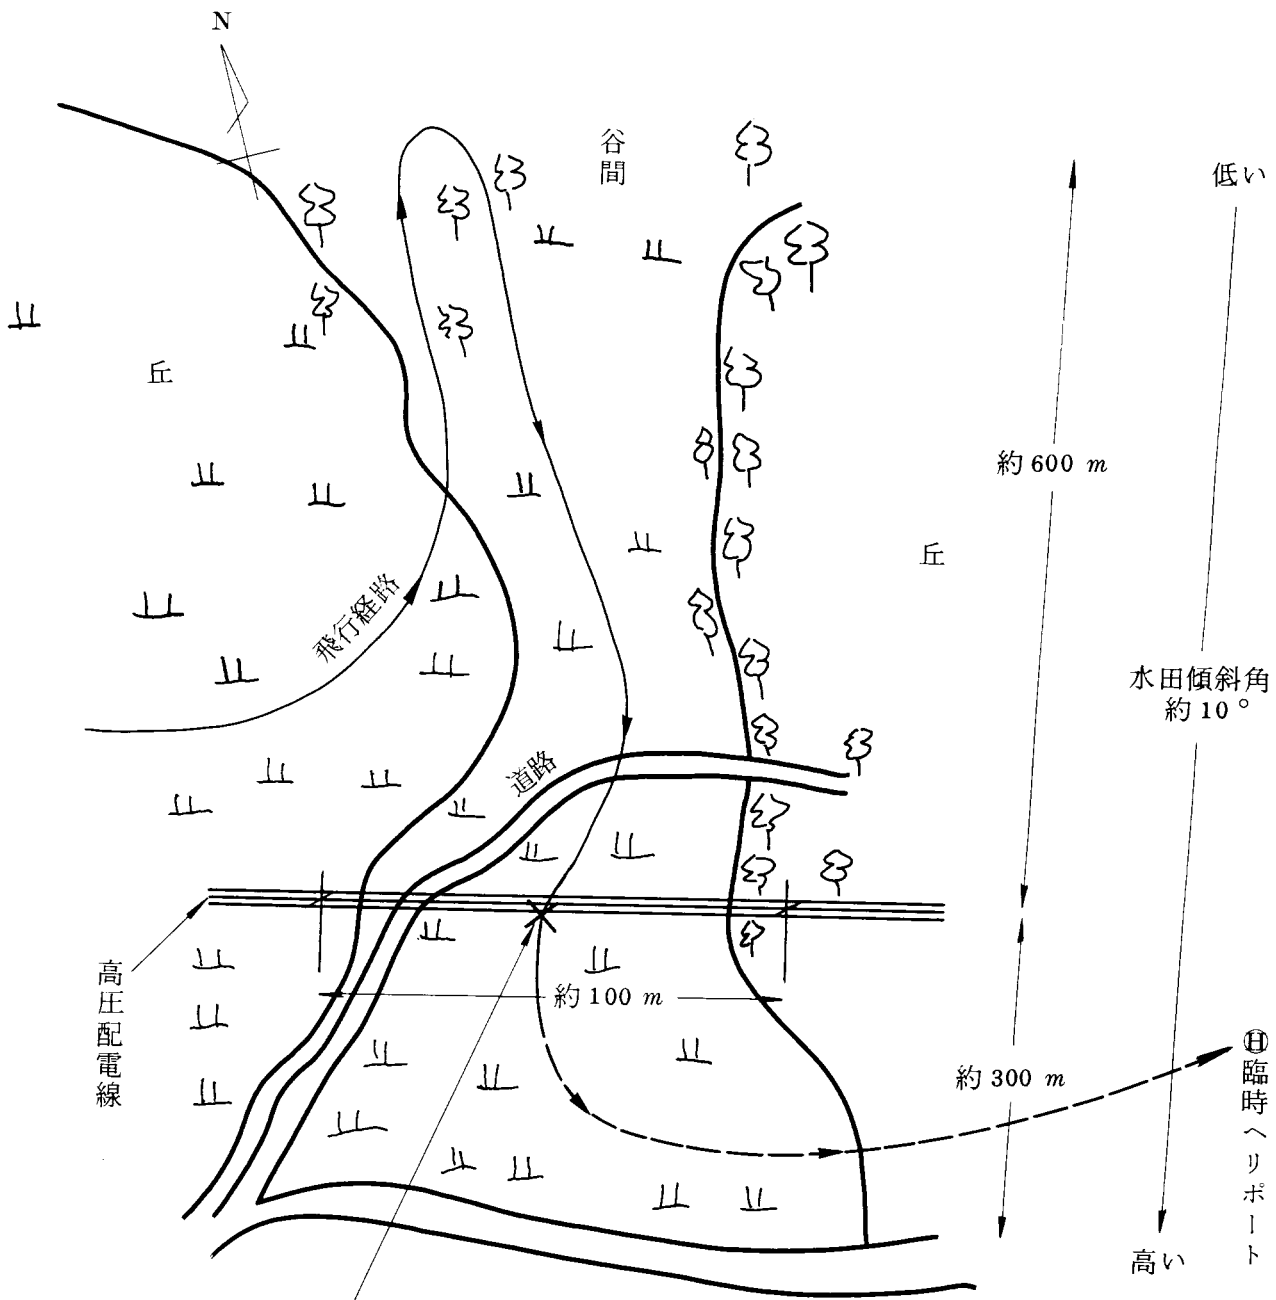 N
谷間
低い
丘
約600 m
丘
飛行経路
水田傾斜角
約10°
道路
高圧配電線
約100 m
約300 m
Ⓗ臨時ヘリポート
高い